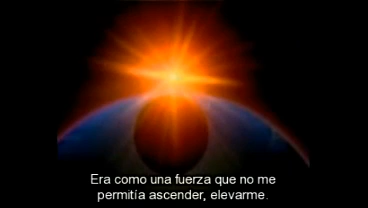 Era como una fuerza que no me
permitía ascender, elevarme.